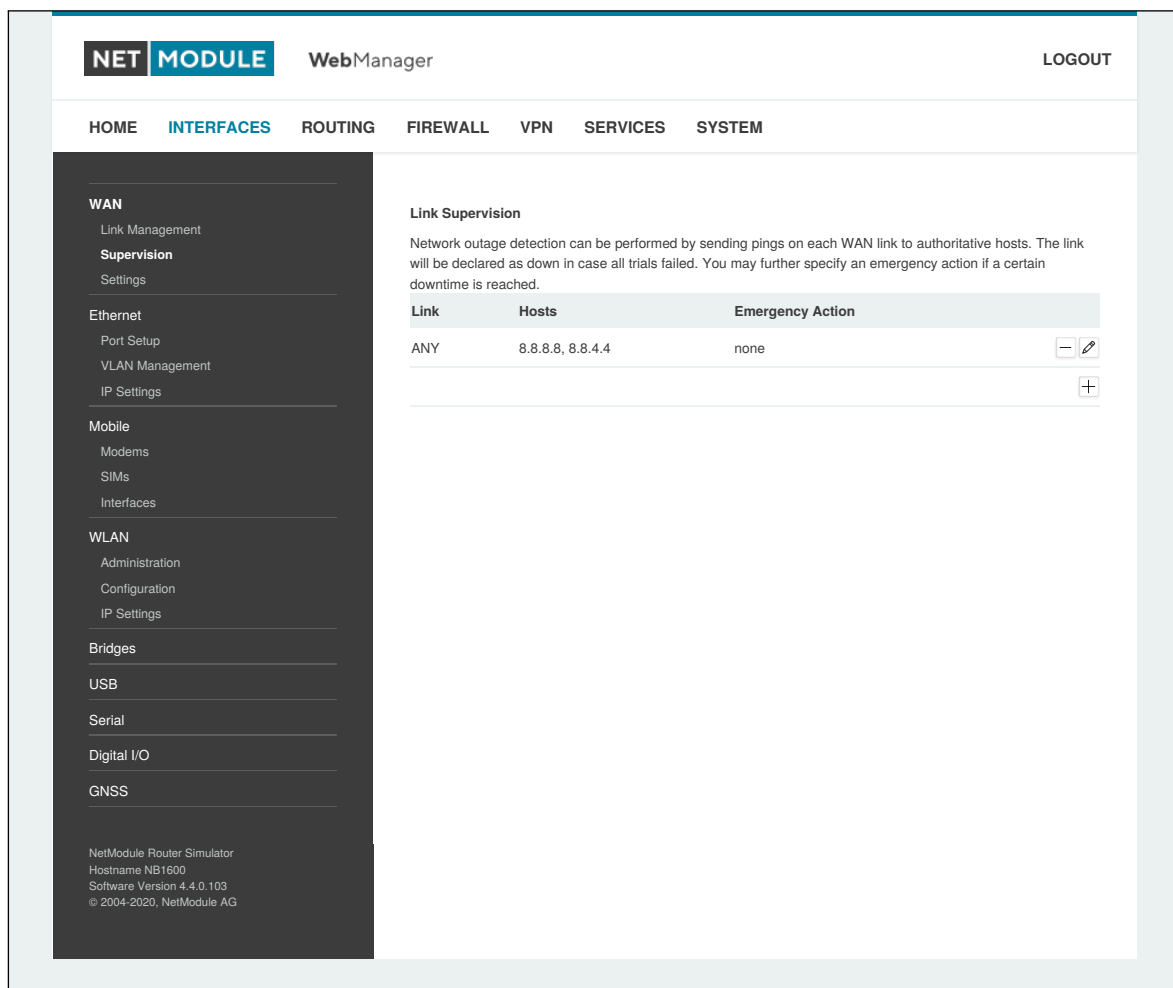 NET MODULE WebManager LOGOUT
HOME INTERFACES ROUTING FIREWALL VPN SERVICES SYSTEM
WAN
Link Management
Supervision
Settings
Ethernet
Port Setup
VLAN Management
IP Settings
Mobile
Modems
SIMs
Interfaces
WLAN
Administration
Configuration
IP Settings
Bridges
USB
Serial
Digital I/O
GNSS
NetModule Router Simulator
Hostname NB1600
Software Version 4.4.0.103
© 2004-2020, NetModule AG
Link Supervision
Network outage detection can be performed by sending pings on each WAN link to authoritative hosts. The link
will be declared as down in case all trials failed. You may further specify an emergency action if a certain
downtime is reached.
Link Hosts Emergency Action
ANY 8.8.8.8, 8.8.4.4 none